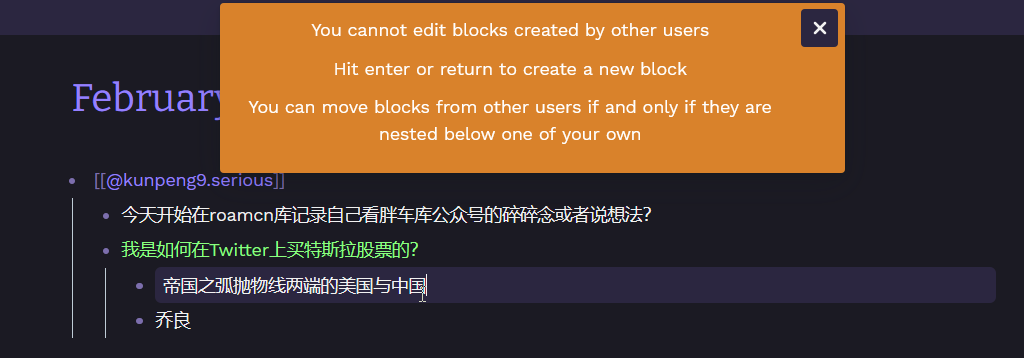 You cannot edit blocks created by other users
Hit enter or return to create a new block
You can move blocks from other users if and only if they are
nested below one of your own
February
[[@kunpeng9.serious]]
今天开始在roamcn库记录自己看胖车库公众号的碎碎念或者说想法？
我是如何在Twitter上买特斯拉股票的？
帝国之弧抛物线两端的美国与中国
乔良